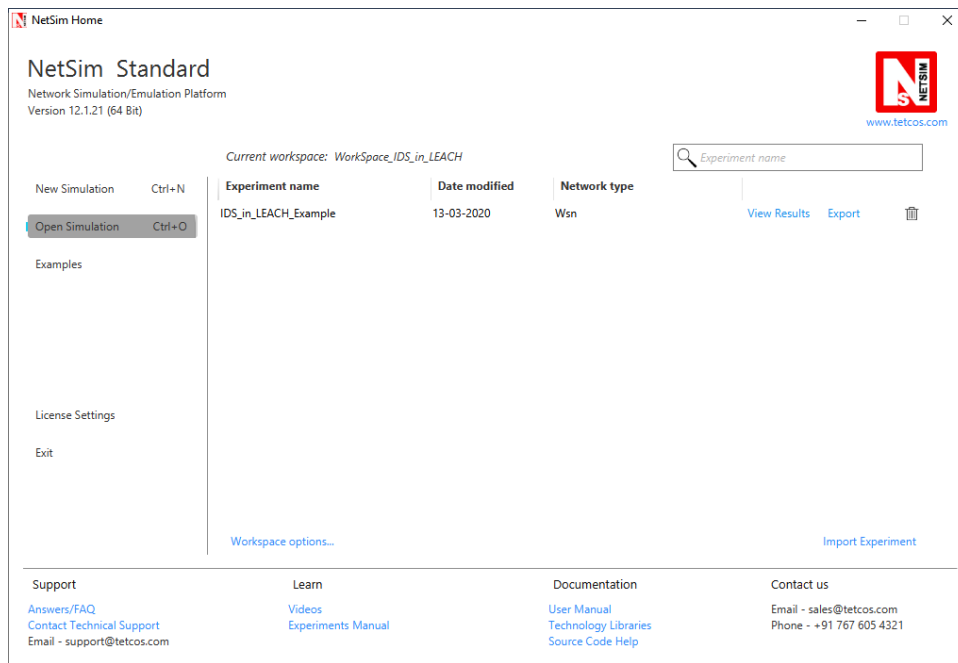 NetSim Home
NetSim Standard
Network Simulation/Emulation Platform
Version 12.1.21 (64 Bit)
NETSIM
www.tetcos.com
Current workspace: WorkSpace_IDS_in_LEACH
Experiment name
New Simulation Ctrl+N
Open Simulation Ctrl+O
Examples
License Settings
Exit
Experiment name Date modified Network type
IDS_in_LEACH_Example 13-03-2020 Wsn View Results Export
Workspace options...
Import Experiment
Support
Answers/FAQ
Contact Technical Support
Email - support@tetcos.com
Learn
Videos
Experiments Manual
Documentation
User Manual
Technology Libraries
Source Code Help
Contact us
Email - sales@tetcos.com
Phone - +91 767 605 4321